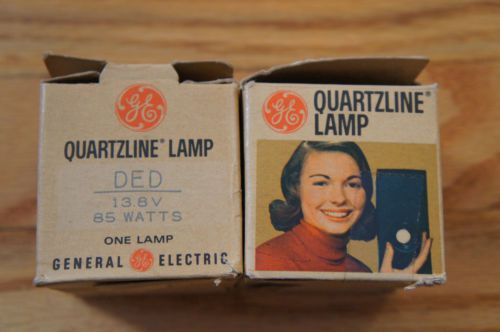 GE
QUARTZLINE® LAMP
DED
13.8V
85 WATTS
ONE LAMP
GENERAL GE ELECTRIC
GE QUARTZLINE®
LAMP